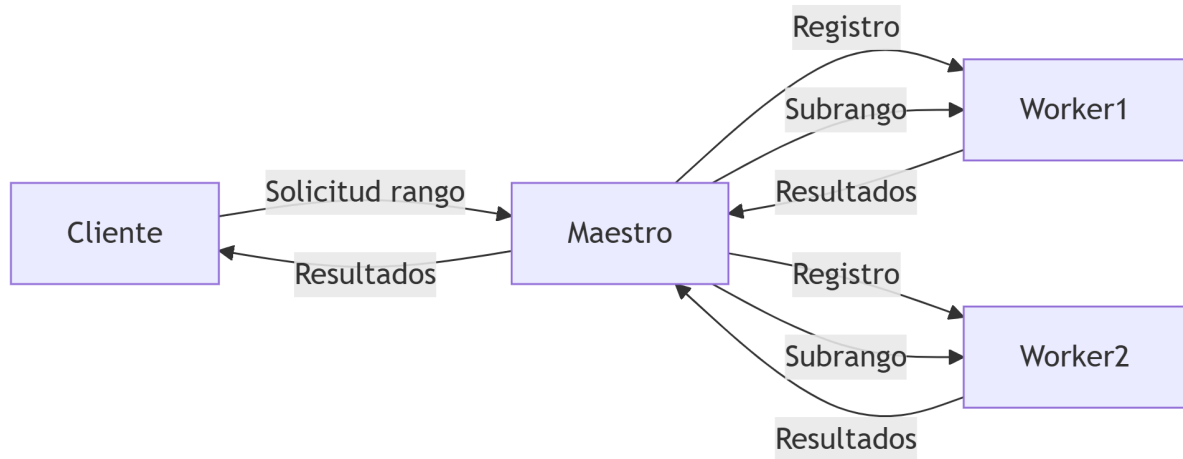 Registro
Subrango
Worker1
Solicitud rango
Resultados
Cliente
Maestro
Resultados
Registro
Subrango
Worker2
Resultados